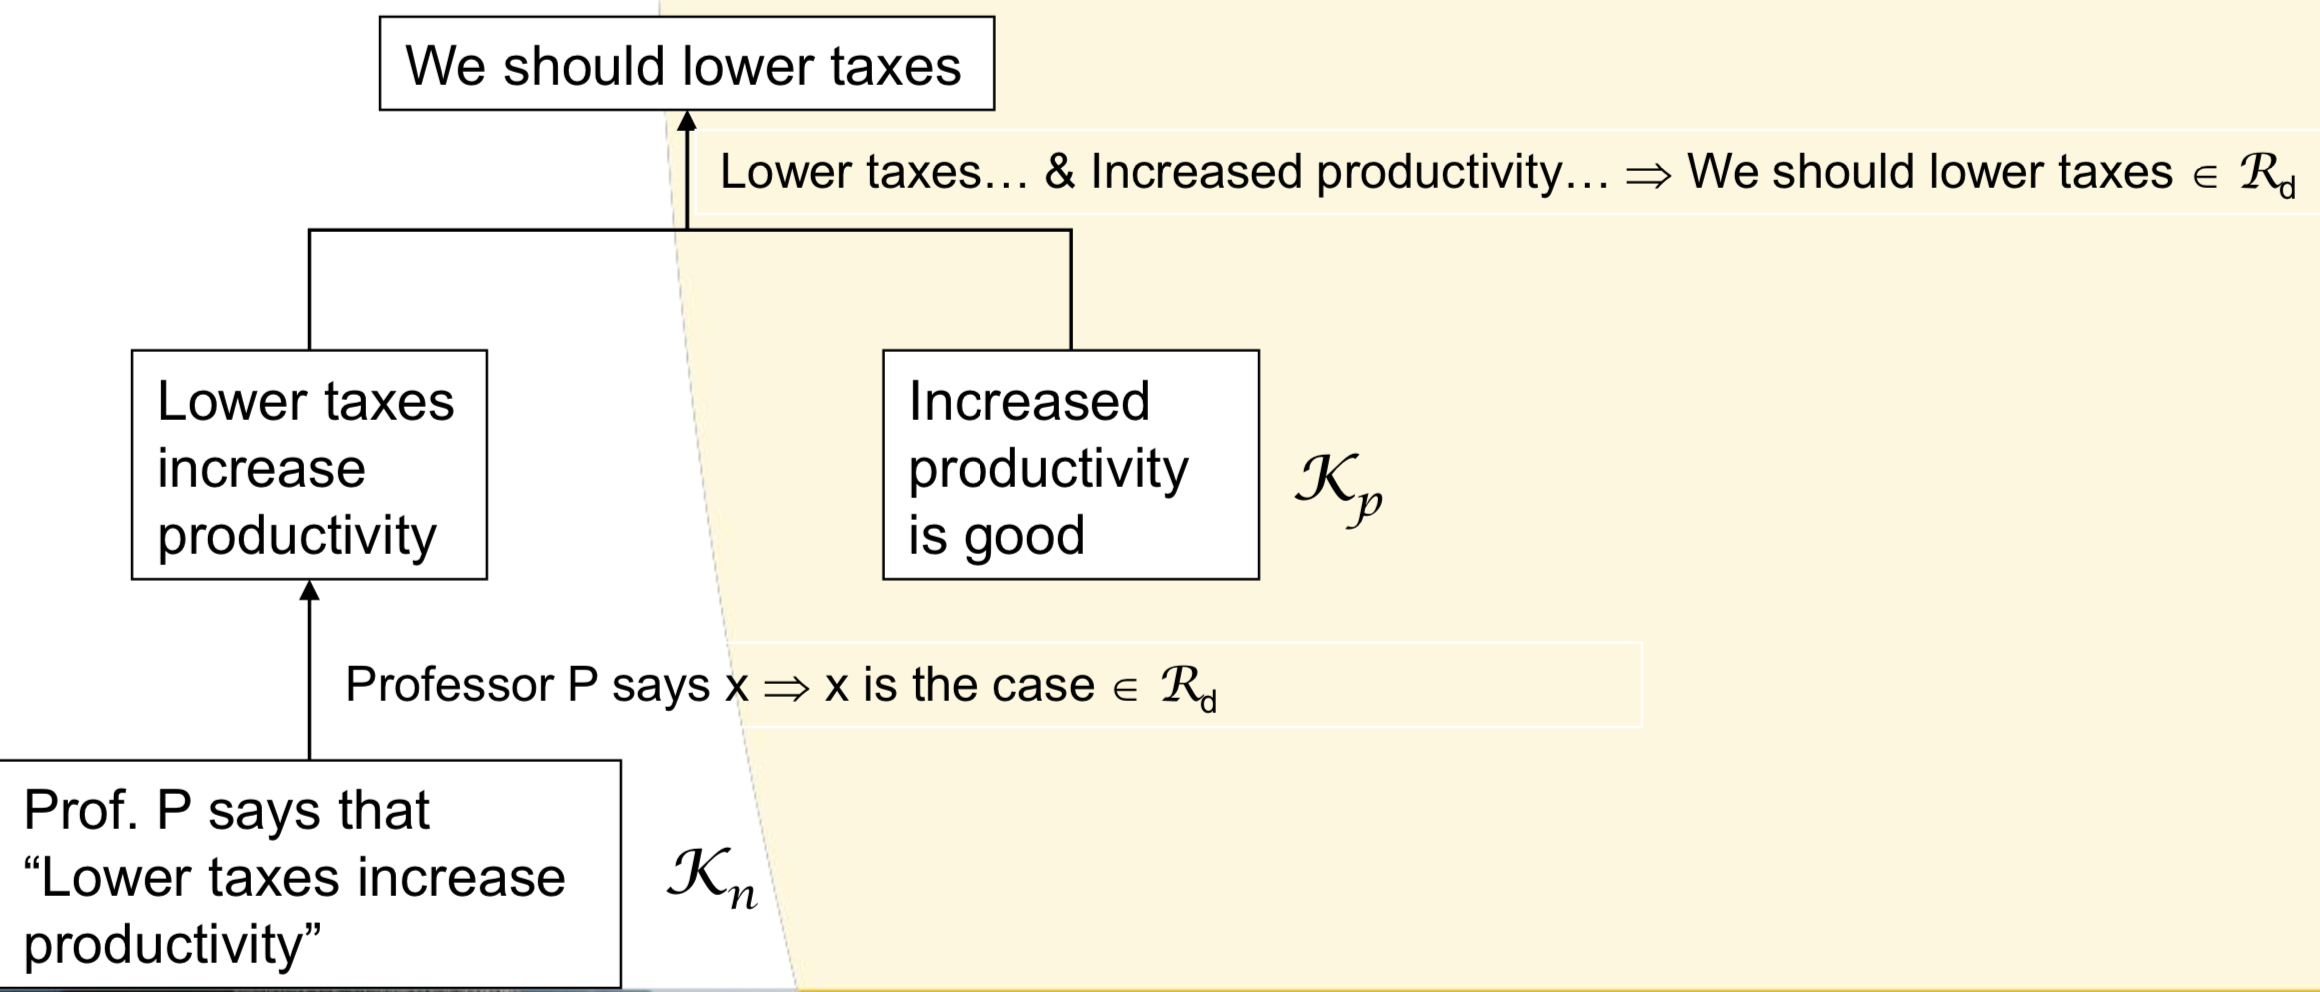 We should lower taxes
Lower taxes… & Increased productivity… ⇒ We should lower taxes ∈ ℛd
Lower taxes
increase
productivity
Increased
productivity
is good
𝒦p
Professor P says x ⇒ x is the case ∈ ℛd
Prof. P says that
“Lower taxes increase
productivity”
𝒦n